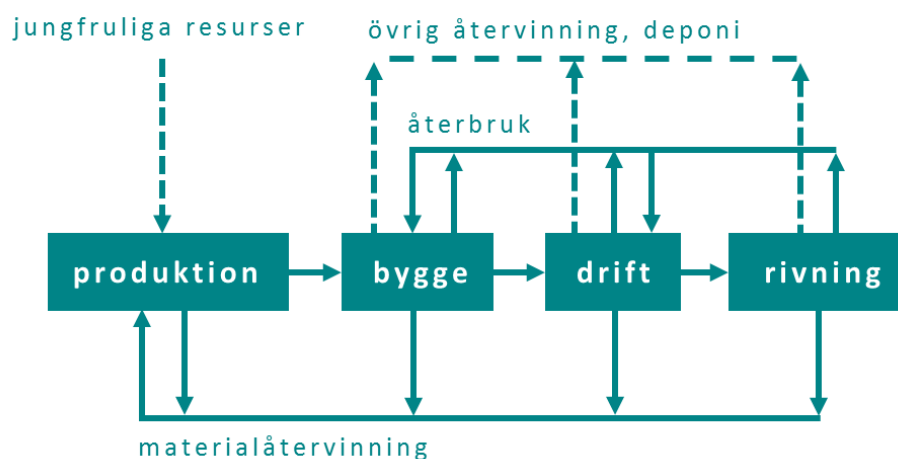 jungfruliga resurser
övrig återvinning, deponi
återbruk
produktion
bygge
drift
rivning
materialåtervinning